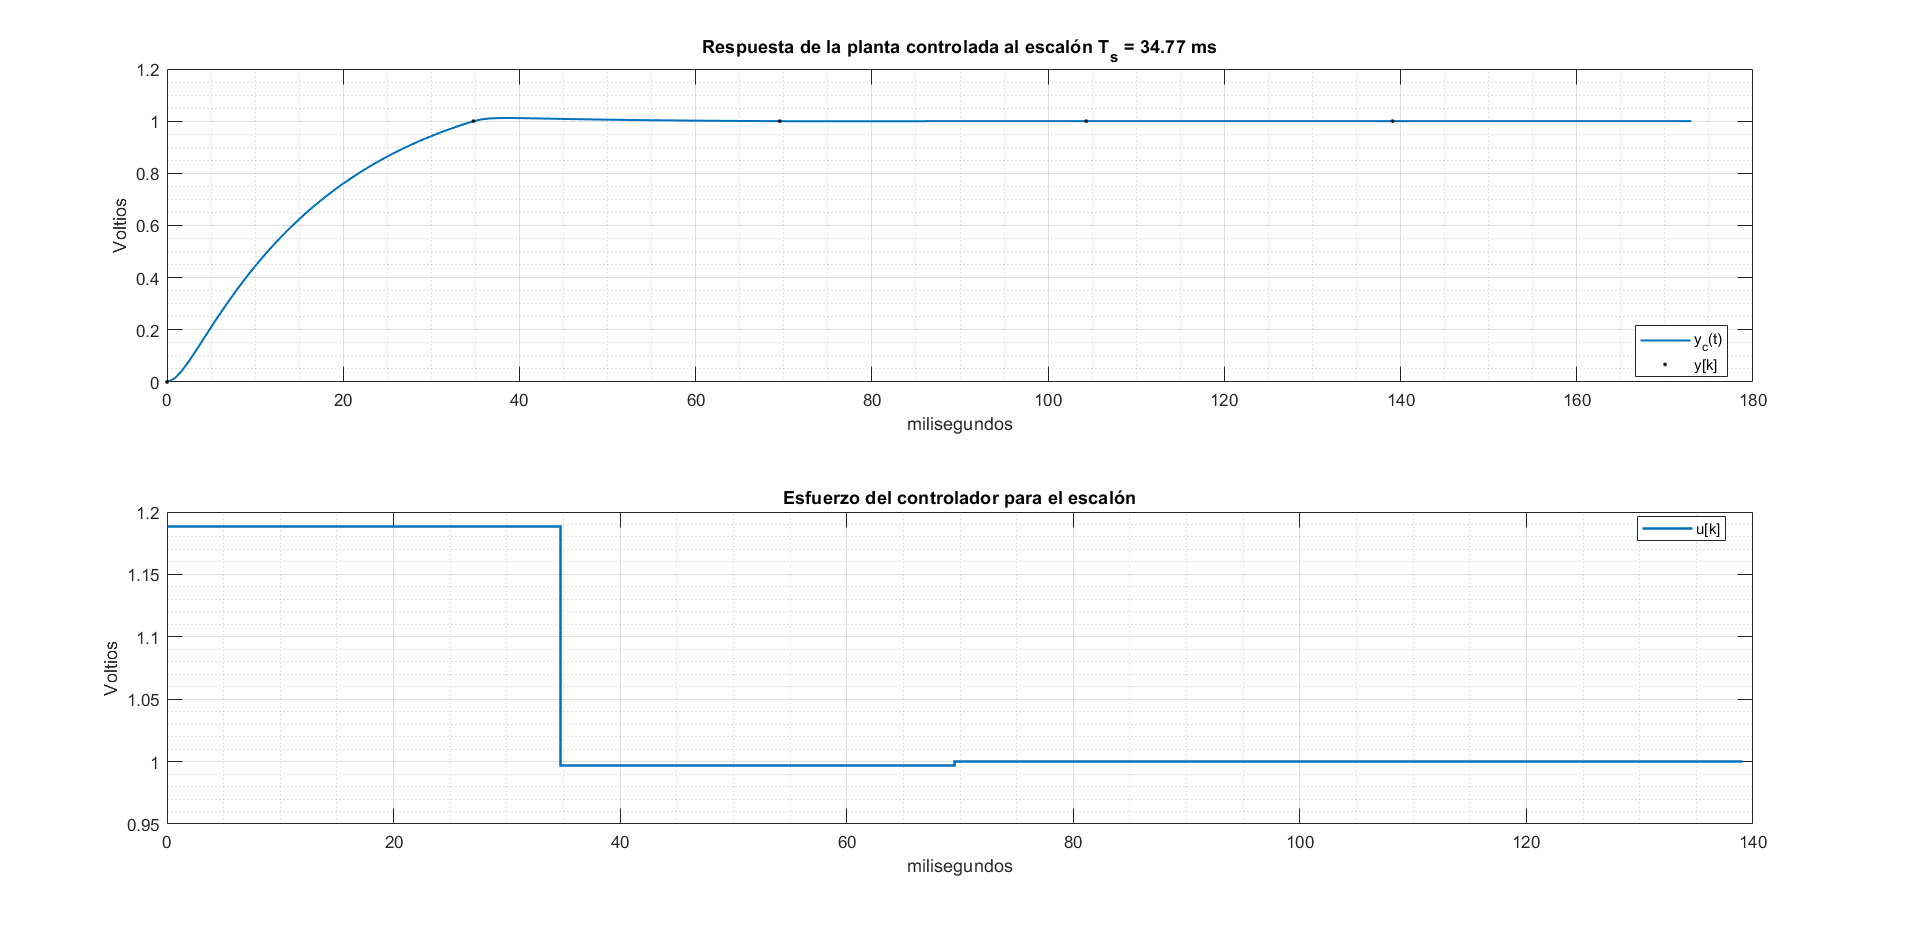 Respuesta de la planta controlada al escalón T_s = 34.77 ms
1.2
1
0.8
0.6
0.4
0.2
0
Voltios
0 20 40 60 80 100 120 140 160 180
milisegundos
y_c(t)
y[k]
Esfuerzo del controlador para el escalón
1.2
1.15
1.1
1.05
1
0.95
Voltios
0 20 40 60 80 100 120 140
milisegundos
u[k]